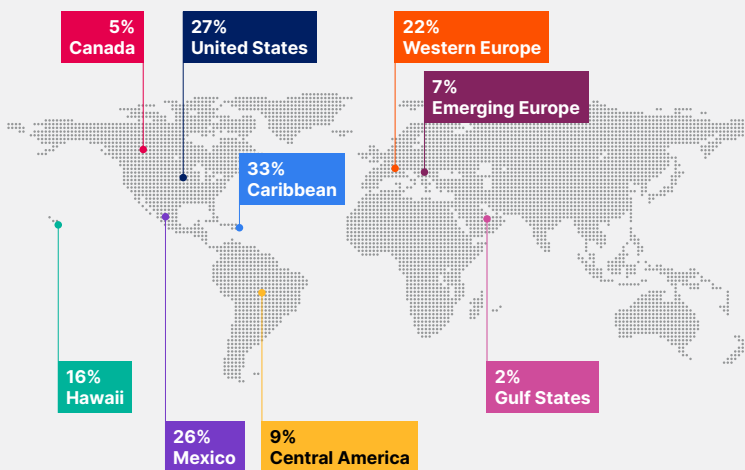 5%
Canada
27%
United States
22%
Western Europe
7%
Emerging Europe
33%
Caribbean
16%
Hawaii
2%
Gulf States
26%
Mexico
9%
Central America